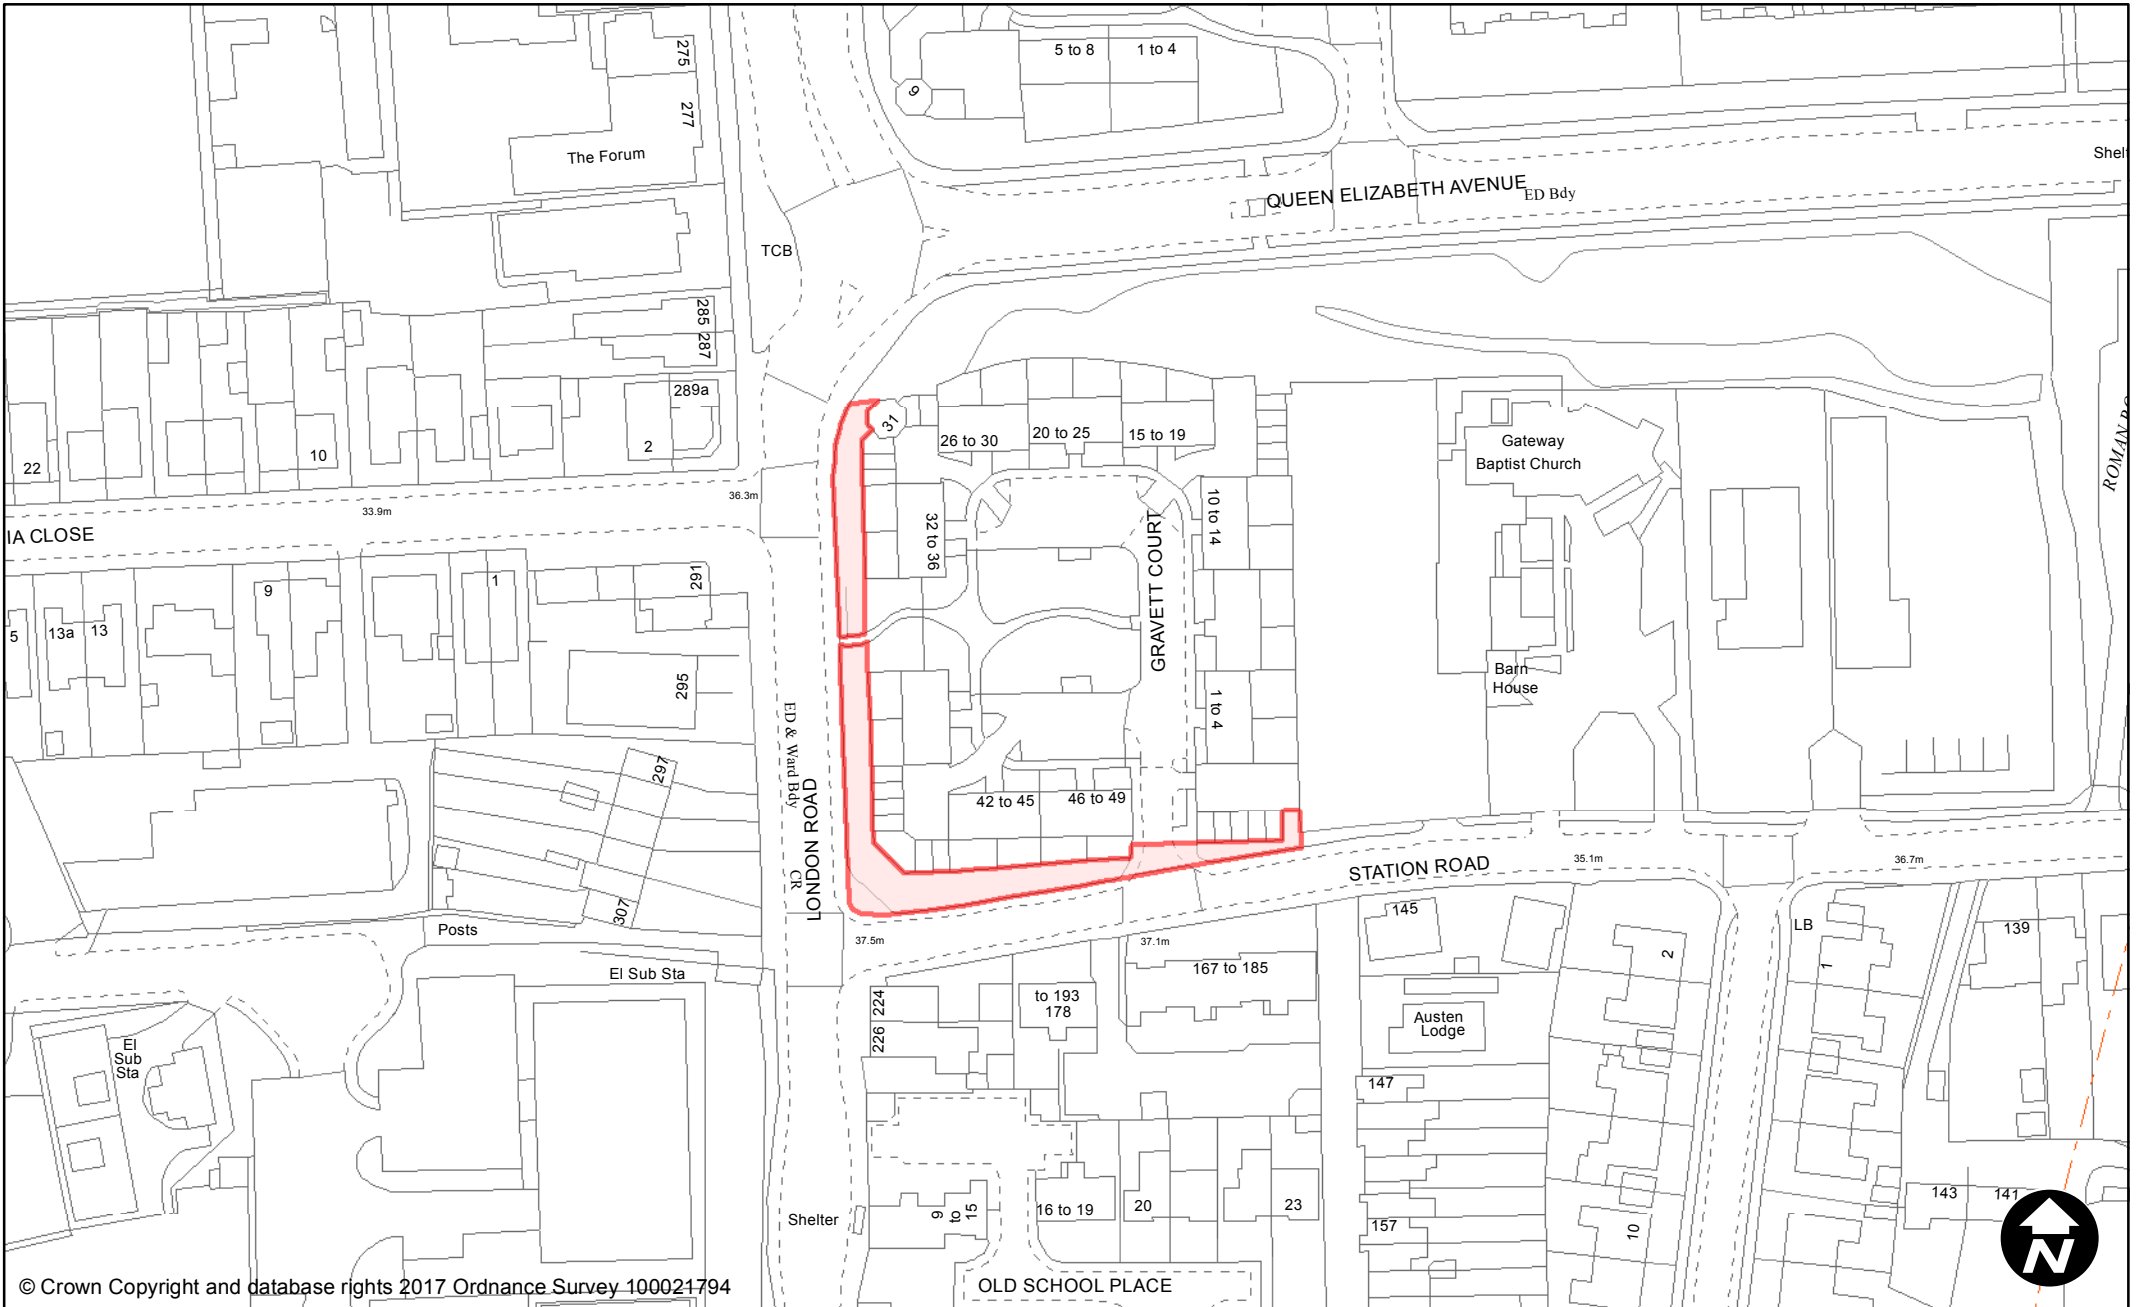 5 to 8
1 to 4
275
9
277
The Forum
QUEEN ELIZABETH AVENUE
ED Bdy
TCB
285
287
289a
31
26 to 30
20 to 25
15 to 19
Gateway
Baptist Church
22
10
2
36.3m
33.9m
32 to 36
10 to 14
IA CLOSE
GRAVETT COURT
9
1
291
5
13a
13
295
Barn
House
1 to 4
ED & Ward Bdy
297
42 to 45
46 to 49
LONDON ROAD
CR
STATION ROAD
35.1m
36.7m
307
Posts
37.5m
37.1m
145
LB
139
2
1
El Sub Sta
167 to 185
224
226
to 193
178
Austen
Lodge
El
Sub
Sta
147
Shelter
9
to
15
16 to 19
20
23
157
10
143
141
N
© Crown Copyright and database rights 2017 Ordnance Survey 100021794
OLD SCHOOL PLACE